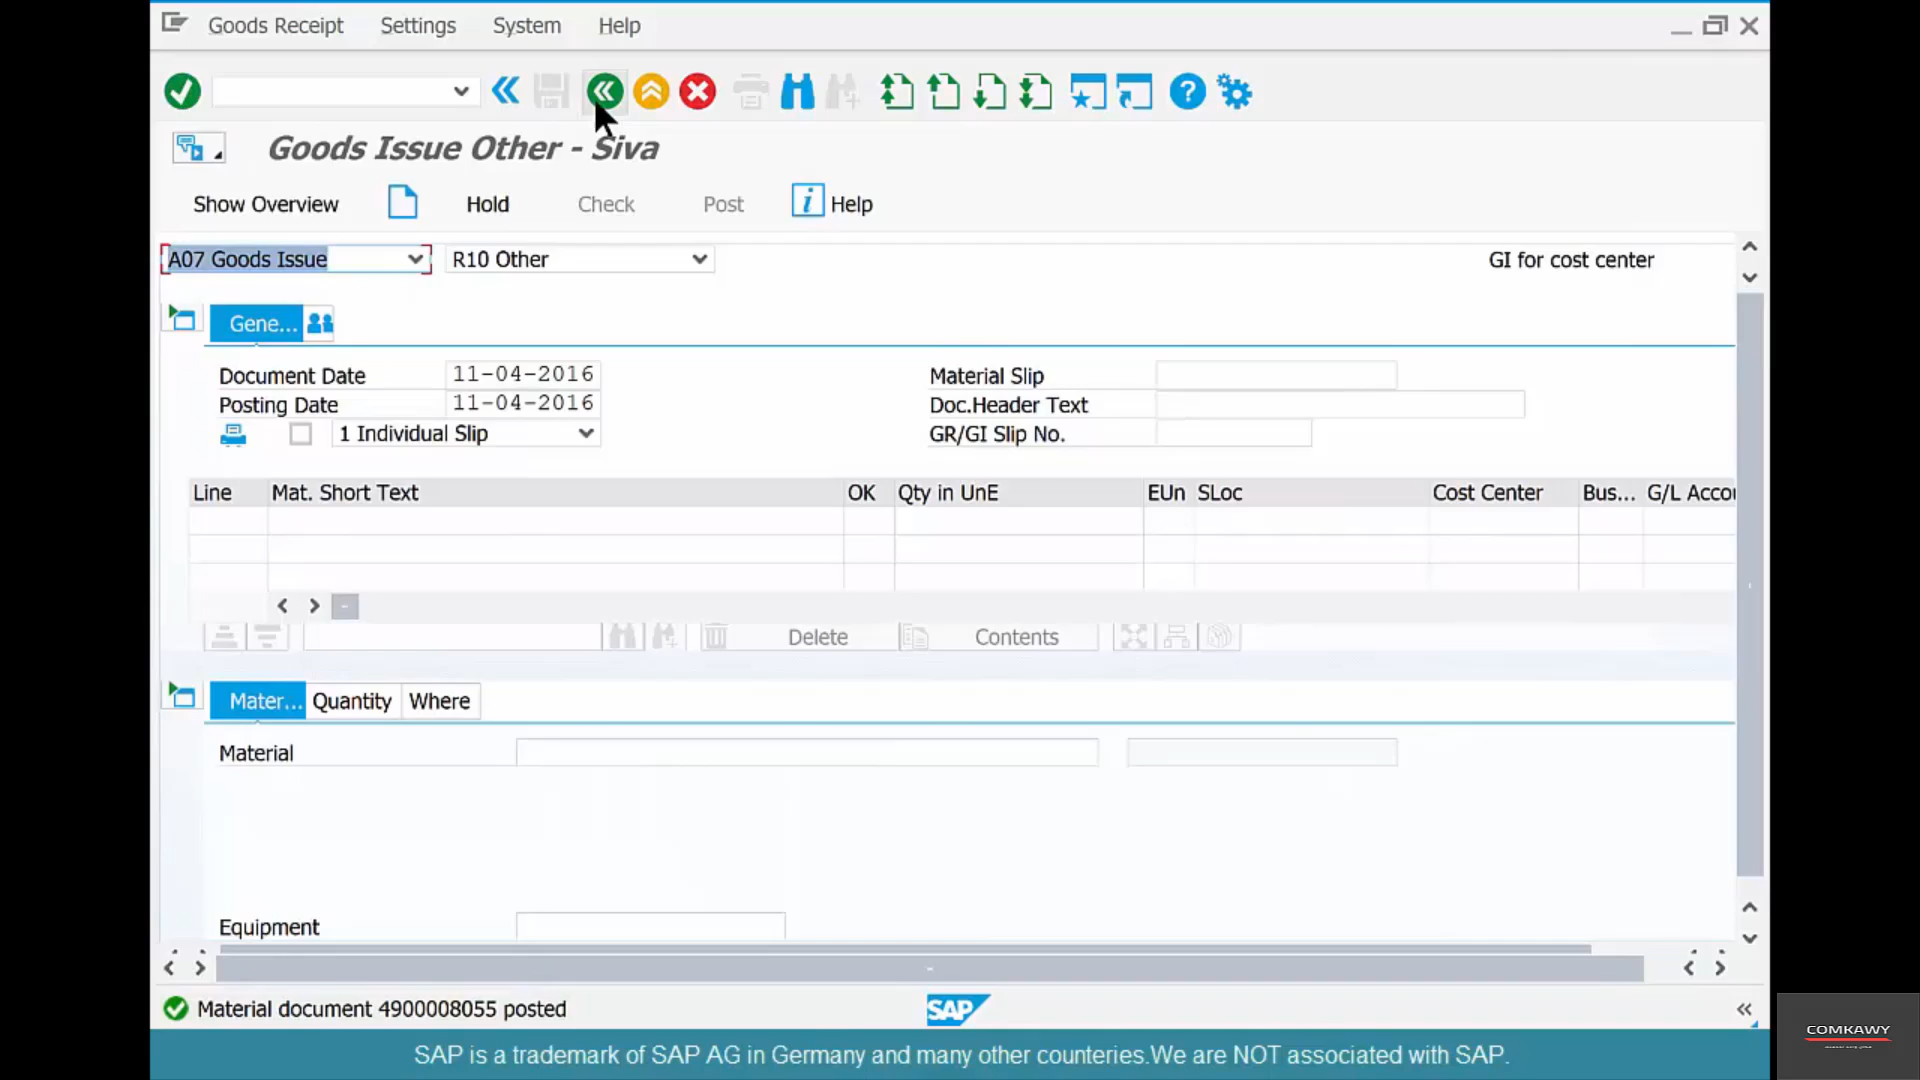 Goods Receipt Settings System Help
Goods Issue Other - Siva
Show Overview Hold Check Post i Help
A07 Goods Issue R10 Other GI for cost center
Gene...
Document Date 11-04-2016 Material Slip
Posting Date 11-04-2016 Doc.Header Text
1 Individual Slip GR/GI Slip No.
Line Mat. Short Text OK Qty in UnE EUn SLoc Cost Center Bus... G/L Accou
Delete Contents
Mater... Quantity Where
Material
Equipment
Material document 4900008055 posted SAP
SAP is a trademark of SAP AG in Germany and many other counteries.We are NOT associated with SAP.
COMKAWY